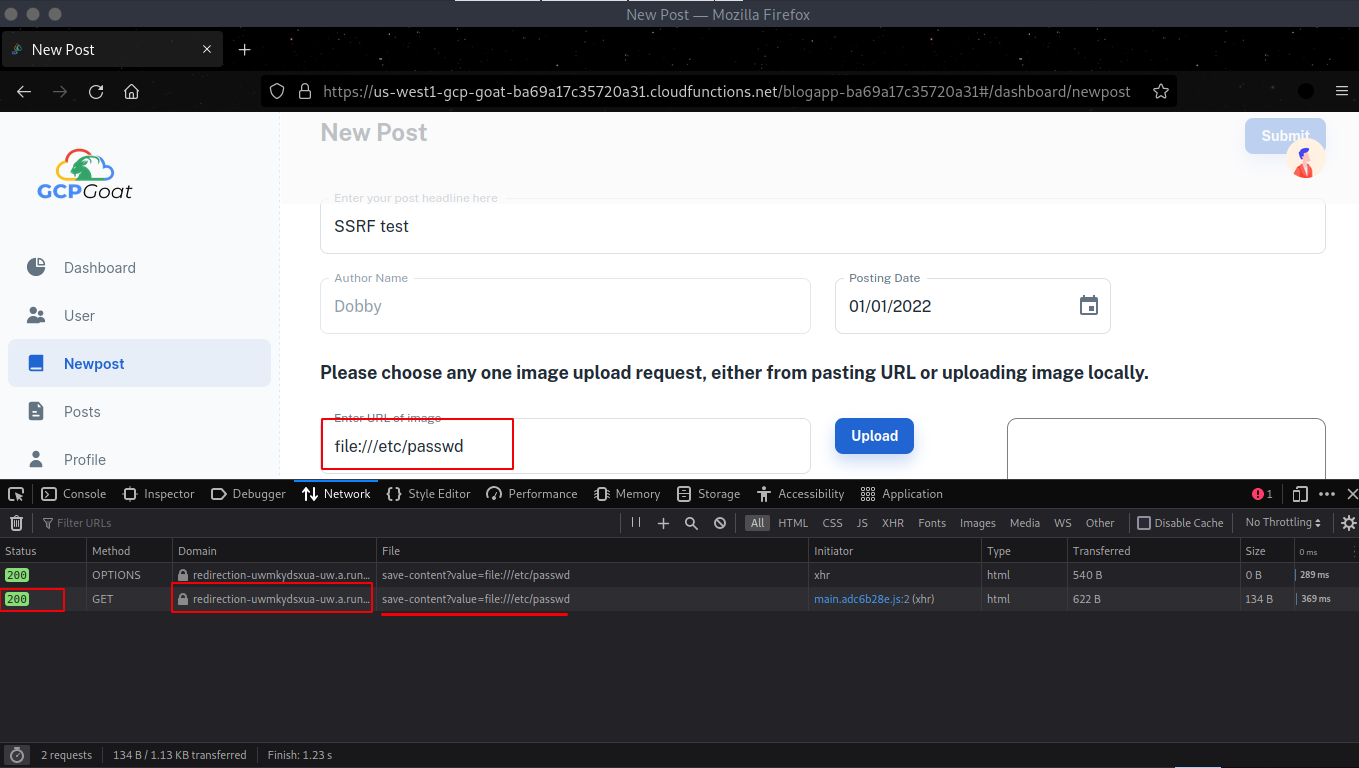 New Post — Mozilla Firefox
New Post
https://us-west1-gcp-goat-ba69a17c35720a31.cloudfunctions.net/blogapp-ba69a17c35720a31#/dashboard/newpost
GCPGoat
Dashboard
User
Newpost
Posts
Profile
New Post
Submit
Enter your post headline here
SSRF test
Author Name
Dobby
Posting Date
01/01/2022
Please choose any one image upload request, either from pasting URL or uploading image locally.
Enter URL of image
file:///etc/passwd
Upload
Console Inspector Debugger Network Style Editor Performance Memory Storage Accessibility Application 1
Filter URLs All HTML CSS JS XHR Fonts Images Media WS Other Disable Cache No Throttling
Status Method Domain File Initiator Type Transferred Size 0 ms
200 OPTIONS redirection-uwmkydsxua-uw.a.run... save-content?value=file:///etc/passwd xhr html 540 B 0 B 289 ms
200 GET redirection-uwmkydsxua-uw.a.run... save-content?value=file:///etc/passwd main.adc6b28e.js:2 (xhr) html 622 B 134 B 369 ms
2 requests 134 B / 1.13 KB transferred Finish: 1.23 s